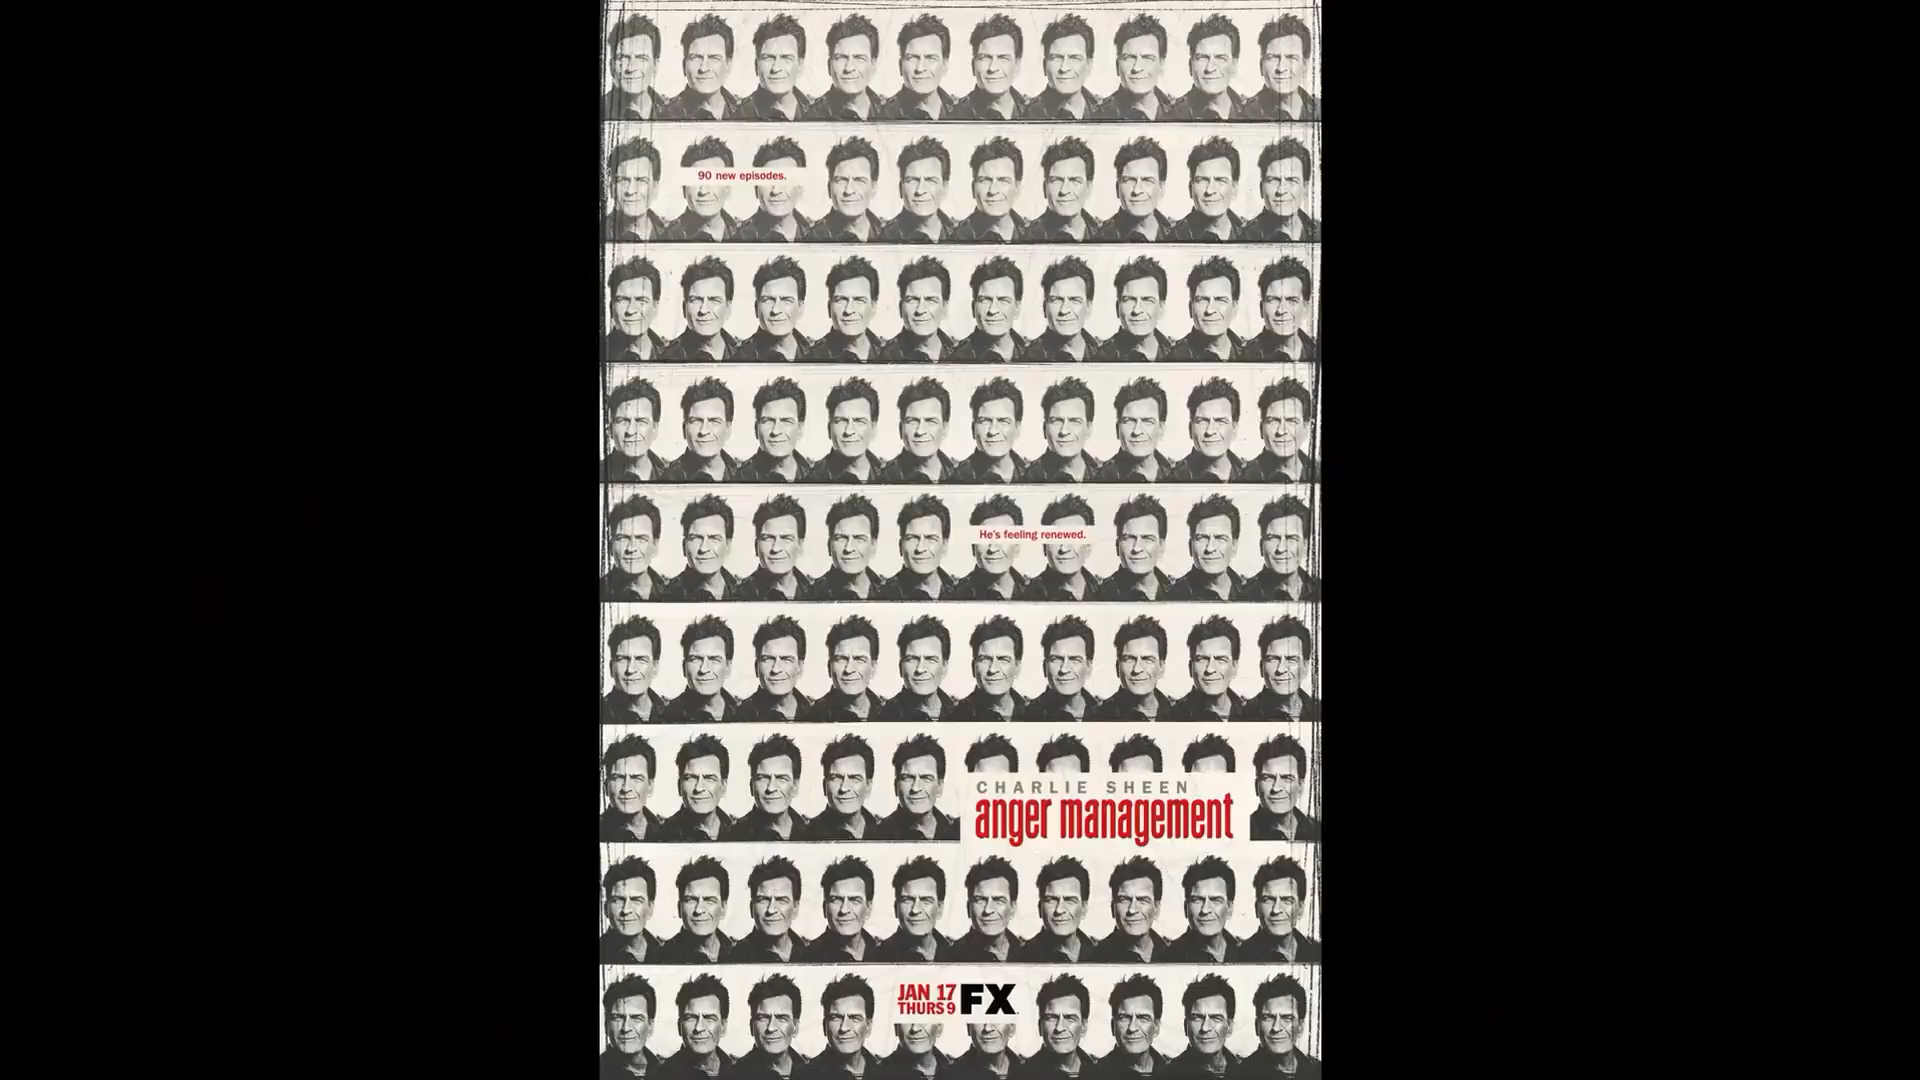 90 new episodes.
He's feeling renewed.
CHARLIE SHEEN
anger management
JAN 17
THURS 9
FX